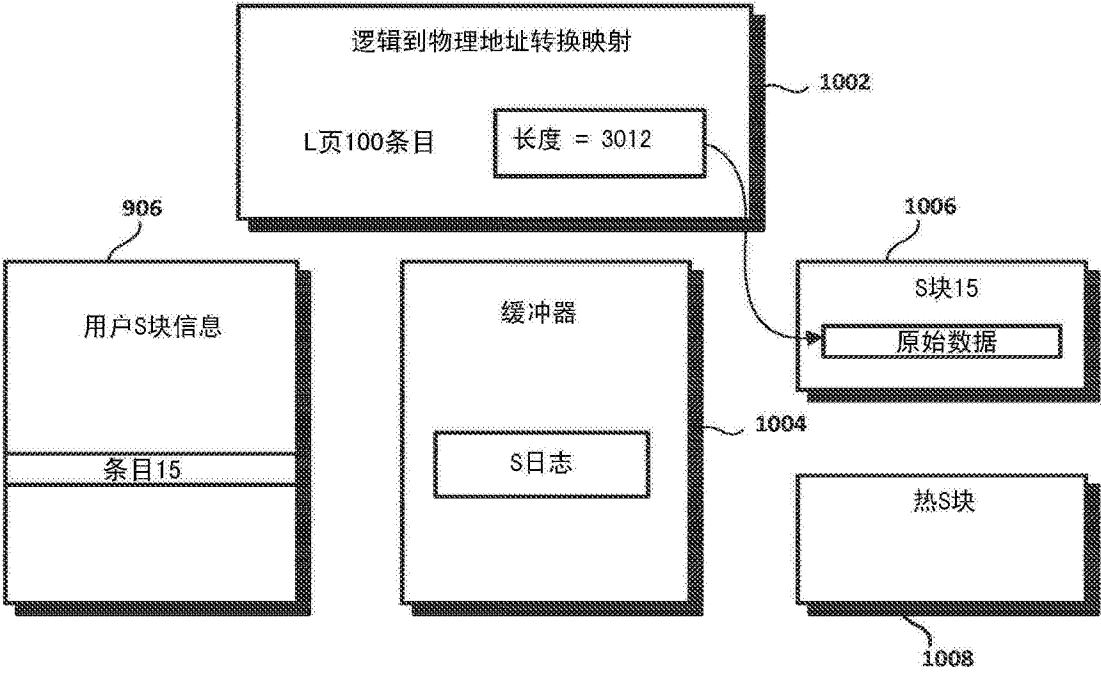 逻辑到物理地址转换映射
1002
L页100条目
长度 = 3012
906
1006
用户S块信息
缓冲器
S块15
原始数据
1004
条目15
S日志
热S块
1008